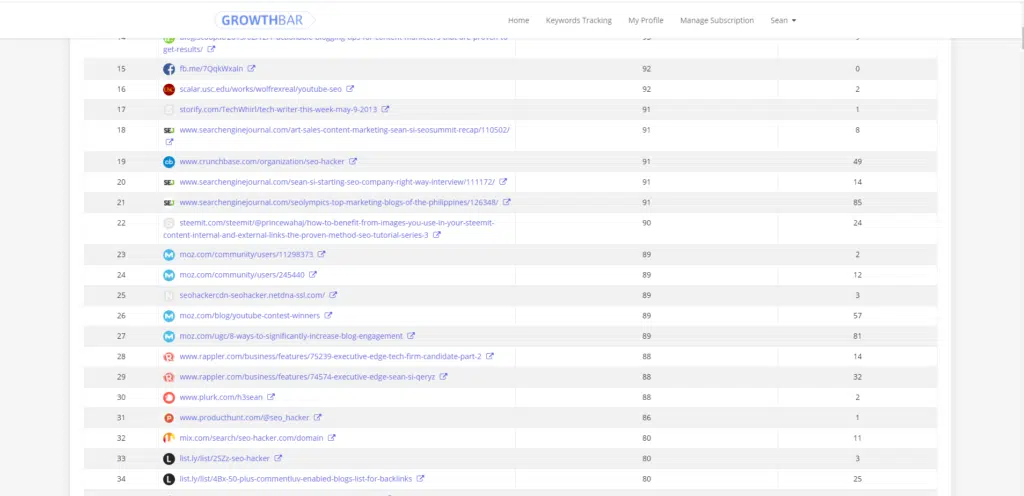 GROWTHBAR
Home Keywords Tracking My Profile Manage Subscription Sean
get-results/
15 fb.me/7QqkWxaln 92 0
16 scalar.usc.edu/works/wolfrexreal/youtube-seo 92 2
17 storify.com/TechWhirl/tech-writer-this-week-may-9-2013 91 1
18 www.searchenginejournal.com/art-sales-content-marketing-sean-si-seosummit-recap/110502/ 91 8
19 www.crunchbase.com/organization/seo-hacker 91 49
20 www.searchenginejournal.com/sean-si-starting-seo-company-right-way-interview/111172/ 91 14
21 www.searchenginejournal.com/seolympics-top-marketing-blogs-of-the-philippines/126348/ 91 85
22 steemit.com/steemit/@princewahaj/how-to-benefit-from-images-you-use-in-your-steemit- 90 24
content-internal-and-external-links-the-proven-method-seo-tutorial-series-3
23 moz.com/community/users/11298373 89 2
24 moz.com/community/users/245440 89 12
25 seohackercdn-seohacker.netdna-ssl.com/ 89 3
26 moz.com/blog/youtube-contest-winners 89 57
27 moz.com/ugc/8-ways-to-significantly-increase-blog-engagement 89 81
28 www.rappler.com/business/features/75239-executive-edge-tech-firm-candidate-part-2 88 14
29 www.rappler.com/business/features/74574-executive-edge-sean-si-qeryz 88 32
30 www.plurk.com/h3sean 88 2
31 www.producthunt.com/@seo_hacker 86 1
32 mix.com/search/seo-hacker.com/domain 80 11
33 list.ly/list/2SZz-seo-hacker 80 3
34 list.ly/list/4Bx-50-plus-commentluv-enabled-blogs-list-for-backlinks 80 25